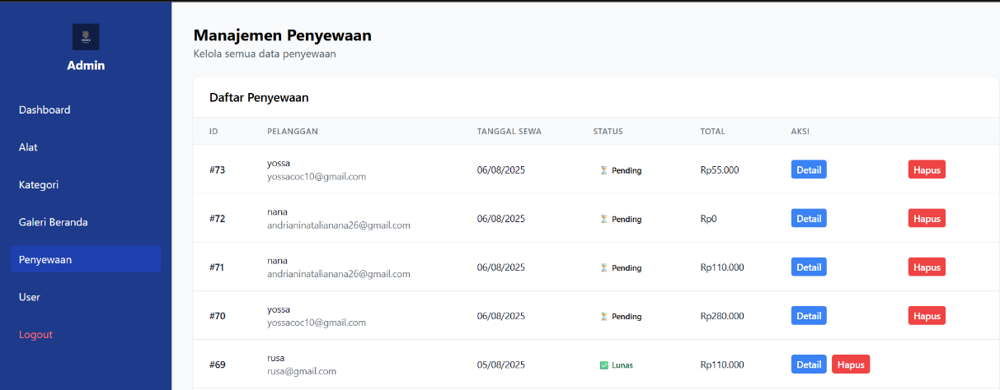 Admin
Dashboard
Alat
Kategori
Galeri Beranda
Penyewaan
User
Logout
Manajemen Penyewaan
Kelola semua data penyewaan
Daftar Penyewaan
ID PELANGGAN TANGGAL SEWA STATUS TOTAL AKSI
#73 yossa 06/08/2025 ⏳ Pending Rp55.000 Detail Hapus
yossacoc10@gmail.com
#72 nana 06/08/2025 ⏳ Pending Rp0 Detail Hapus
andrianinatalianana26@gmail.com
#71 nana 06/08/2025 ⏳ Pending Rp110.000 Detail Hapus
andrianinatalianana26@gmail.com
#70 yossa 06/08/2025 ⏳ Pending Rp280.000 Detail Hapus
yossacoc10@gmail.com
#69 rusa 05/08/2025 ✅ Lunas Rp110.000 Detail Hapus
rusa@gmail.com